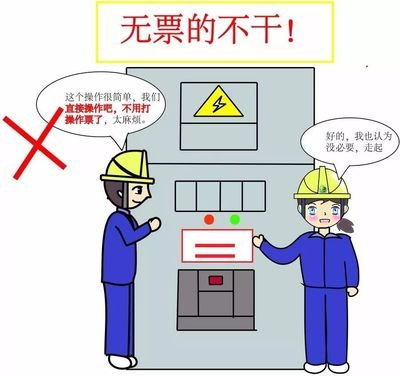 无票的不干！
这个操作很简单，我们
直接操作吧，不用打
操作票了，太麻烦。
好的，我也认为
没必要，走起